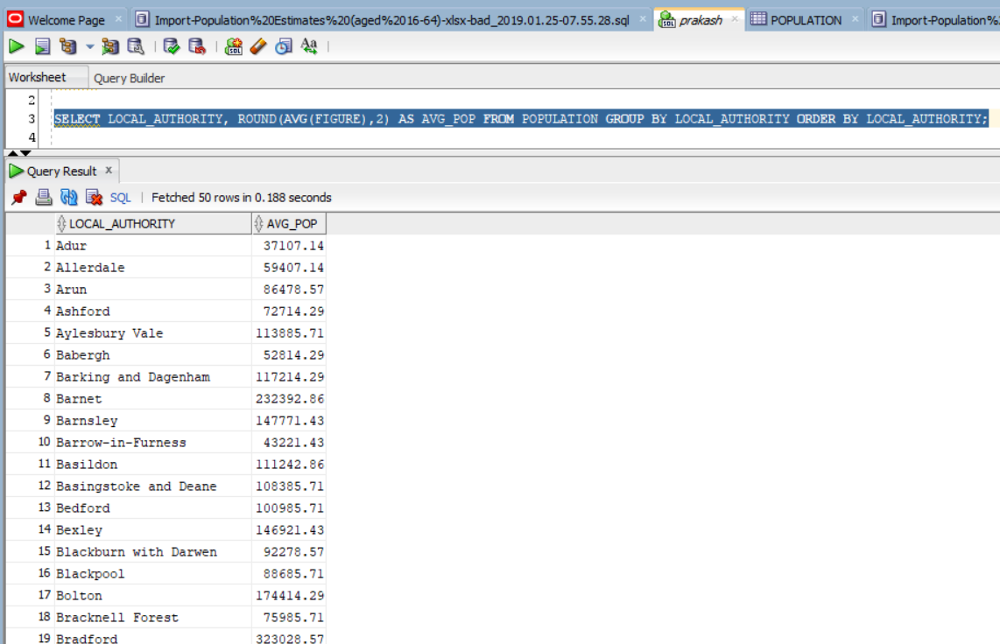 Welcome Page Import-Population%20Estimates%20(aged%2016-64)-xlsx-bad_2019.01.25-07.55.28.sql prakash POPULATION Import-Population%
Worksheet Query Builder
2
3 SELECT LOCAL_AUTHORITY, ROUND(AVG(FIGURE),2) AS AVG_POP FROM POPULATION GROUP BY LOCAL_AUTHORITY ORDER BY LOCAL_AUTHORITY;
4
Query Result x
SQL | Fetched 50 rows in 0.188 seconds
LOCAL_AUTHORITY AVG_POP
1 Adur 37107.14
2 Allerdale 59407.14
3 Arun 86478.57
4 Ashford 72714.29
5 Aylesbury Vale 113885.71
6 Babergh 52814.29
7 Barking and Dagenham 117214.29
8 Barnet 232392.86
9 Barnsley 147771.43
10 Barrow-in-Furness 43221.43
11 Basildon 111242.86
12 Basingstoke and Deane 108385.71
13 Bedford 100985.71
14 Bexley 146921.43
15 Blackburn with Darwen 92278.57
16 Blackpool 88685.71
17 Bolton 174414.29
18 Bracknell Forest 75985.71
19 Bradford 323028.57